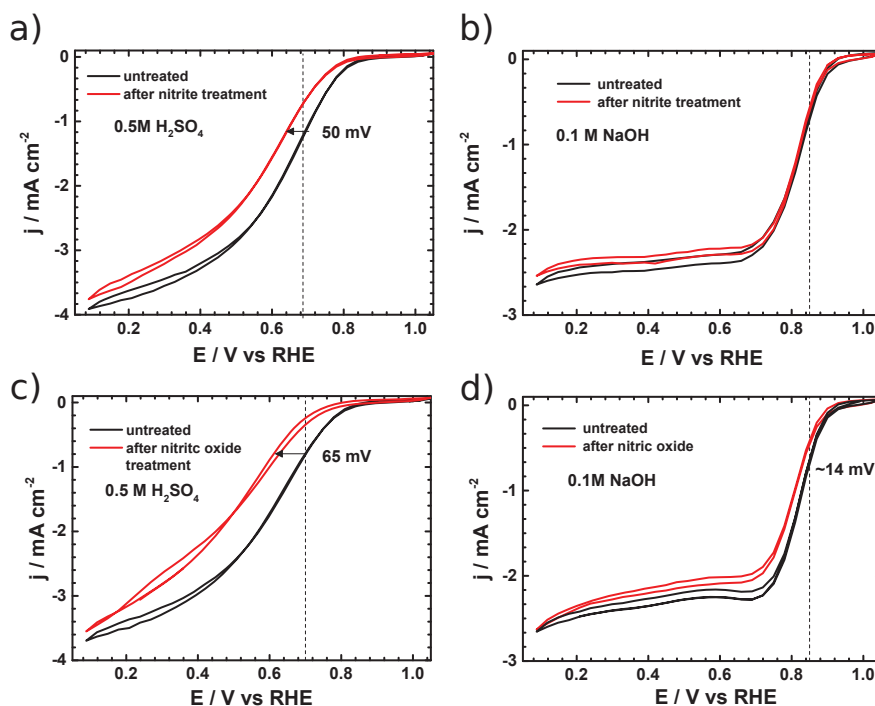 a)
untreated
after nitrite treatment
0.5M H₂SO₄
50 mV
0
-1
-2
-3
-4
0.2 0.4 0.6 0.8 1.0
E / V vs RHE
j / mA cm⁻²
b)
untreated
after nitrite treatment
0.1 M NaOH
0
-1
-2
-3
0.2 0.4 0.6 0.8 1.0
E / V vs RHE
j / mA cm⁻²
c)
untreated
after nitritc oxide
treatment
0.5 M H₂SO₄
65 mV
0
-1
-2
-3
-4
0.2 0.4 0.6 0.8 1.0
E / V vs RHE
j / mA cm⁻²
d)
untreated
after nitric oxide
0.1M NaOH
~14 mV
0
-1
-2
-3
0.2 0.4 0.6 0.8 1.0
E / V vs RHE
j / mA cm⁻²